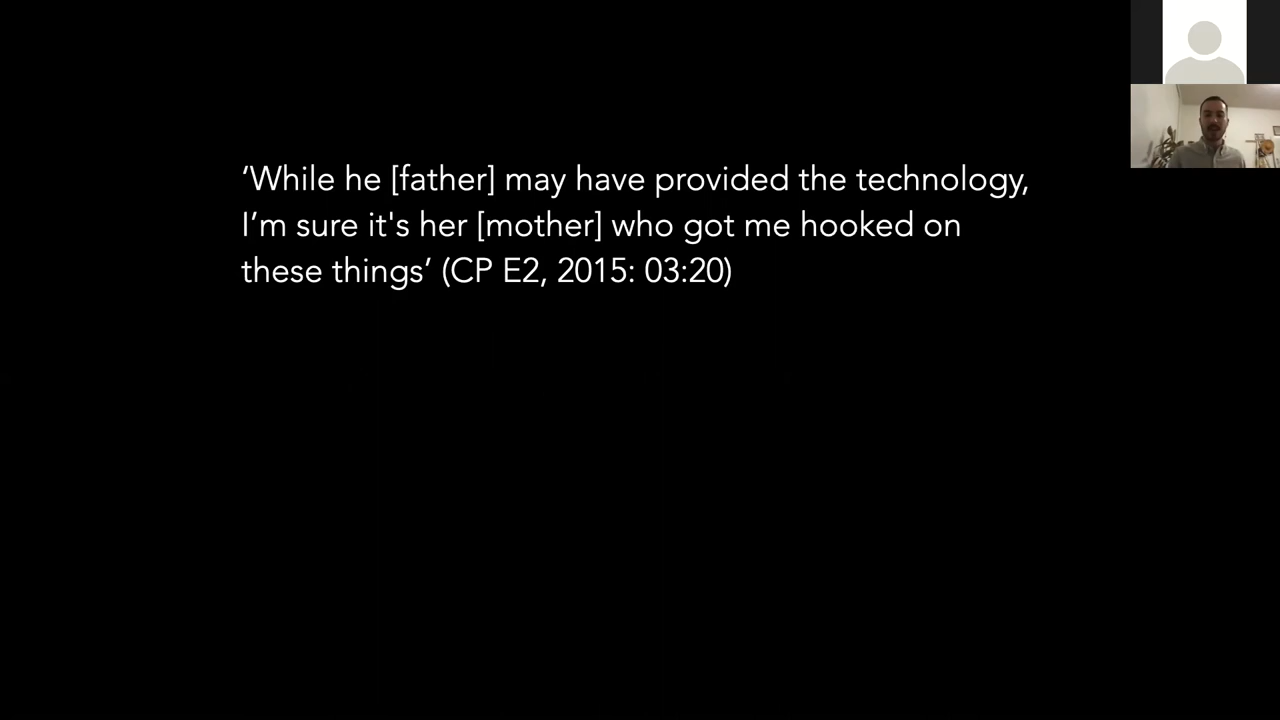 ‘While he [father] may have provided the technology,
I’m sure it's her [mother] who got me hooked on
these things’ (CP E2, 2015: 03:20)